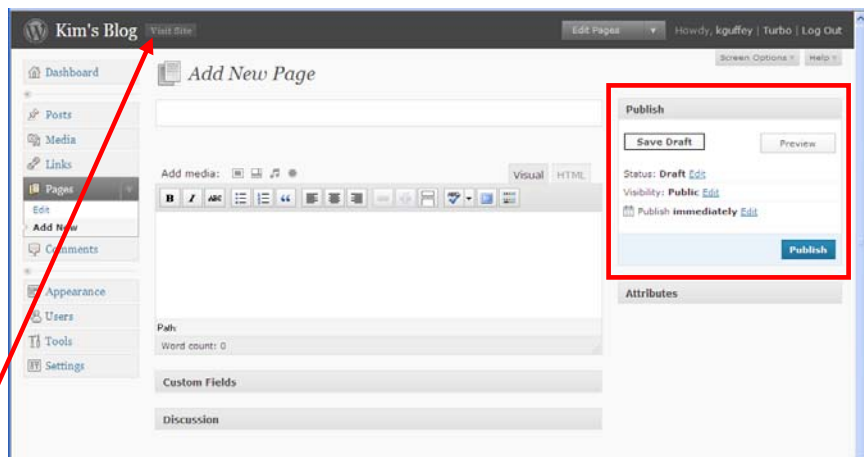 Kim's Blog Visit Site Edit Pages Howdy, kguffey | Turbo | Log Out
Screen Options Help
Dashboard
Posts
Media
Links
Pages
Edit
Add New
Comments
Appearance
Users
Tools
Settings
Add New Page
Add media:
Visual HTML
B I ABC
Path:
Word count: 0
Custom Fields
Discussion
Publish
Save Draft Preview
Status: Draft Edit
Visibility: Public Edit
Publish immediately Edit
Publish
Attributes